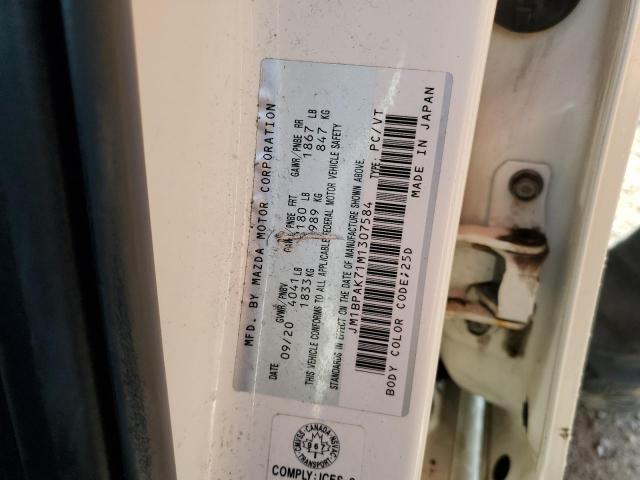 MFD. BY MAZDA MOTOR CORPORATION
DATE GVWR/PNBV GAWR/PNBE FRT GAWR/PNBE RR
09/20 4041 LB 180 LB 1867 LB
1833 KG 989 KG 847 KG
THIS VEHICLE CONFORMS TO ALL APPLICABLE FEDERAL MOTOR VEHICLE SAFETY
STANDARDS IN EFFECT ON THE DATE OF MANUFACTURE SHOWN ABOVE.
JM1BPAK71M1307584 TYPE: PC/VT
BODY COLOR CODE:25D MADE IN JAPAN
CANADA
967
TRANSPORT
COMPLY:ICES